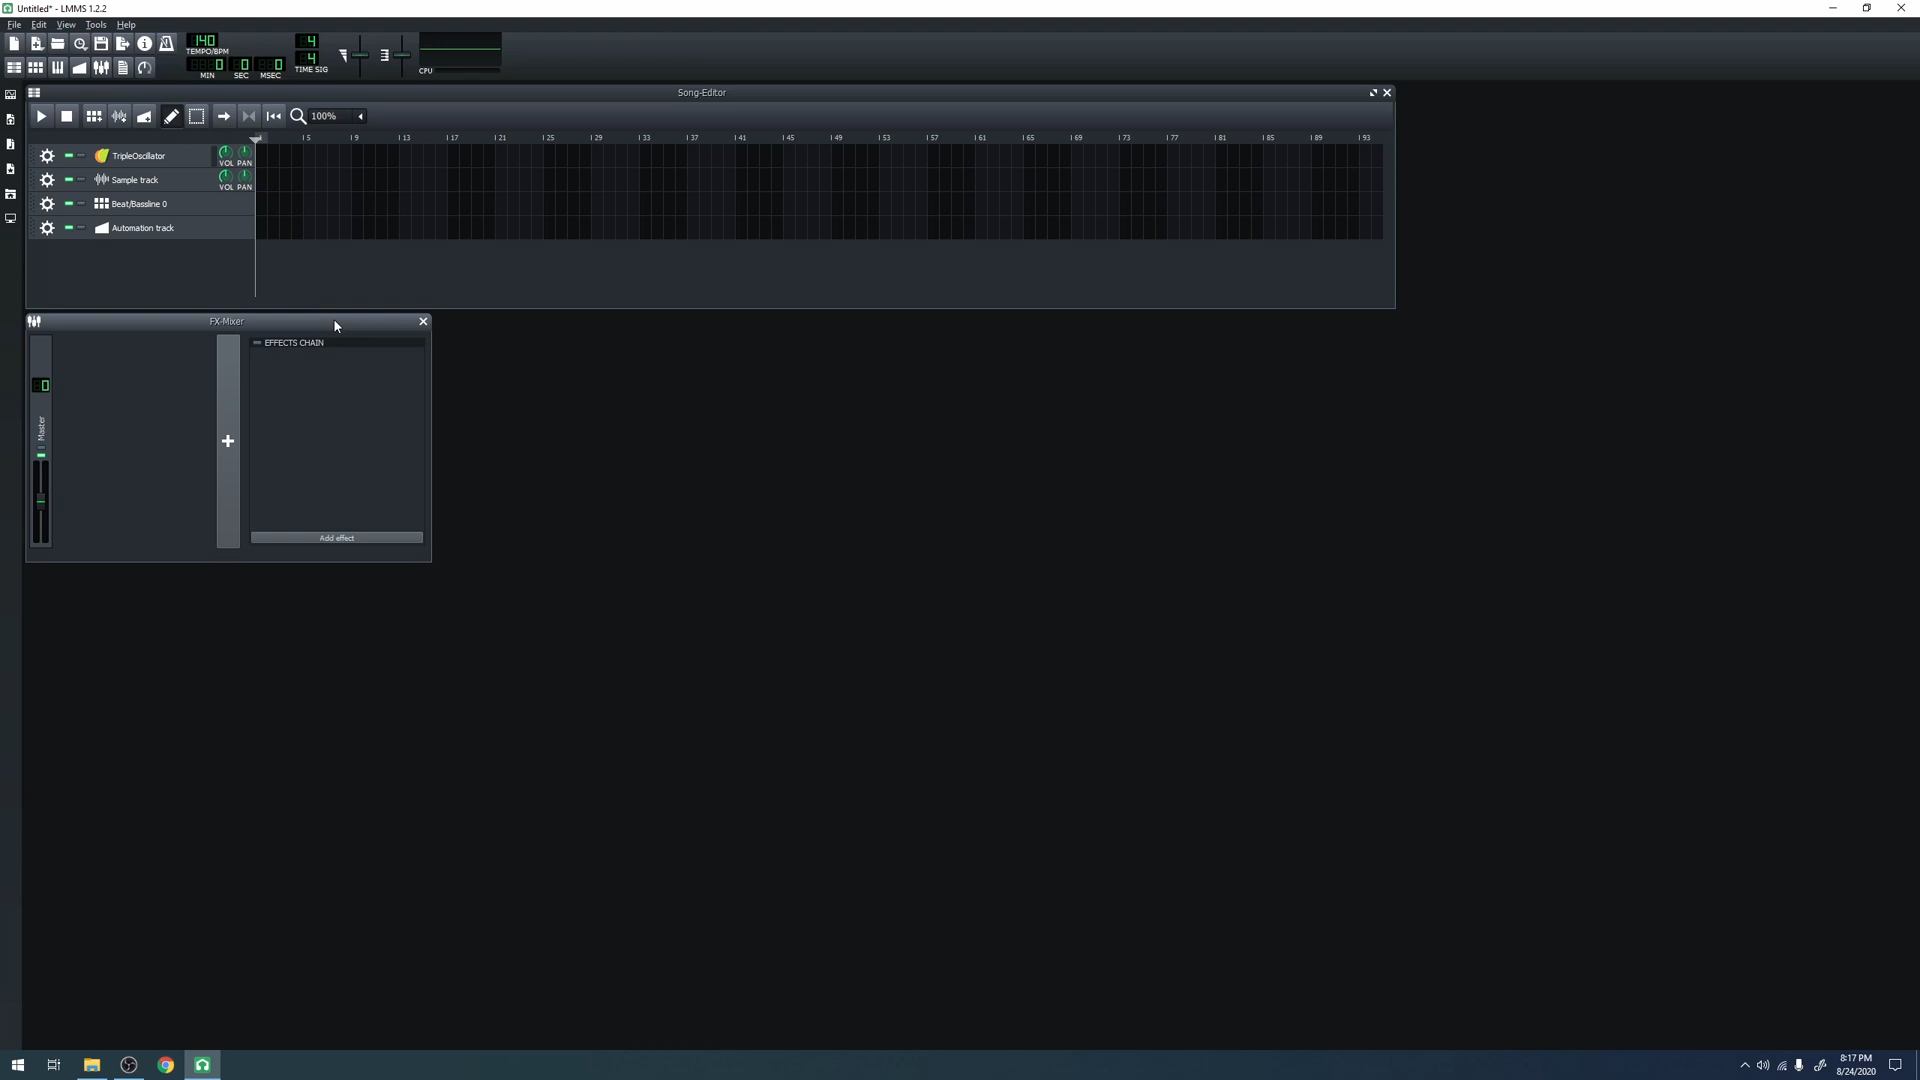 Untitled* - LMMS 1.2.2
File Edit View Tools Help
140
TEMPO/BPM
0 0 0
MIN SEC MSEC
4
4
TIME SIG
CPU
Song-Editor
100%
1 5 9 13 17 21 25 29 33 37 41 45 49 53 57 61 65 69 73 77 81 85 89 93
TripleOscillator VOL PAN
Sample track VOL PAN
Beat/Bassline 0
Automation track
FX-Mixer
EFFECTS CHAIN
0
Master
Add effect
8:17 PM
8/24/2020